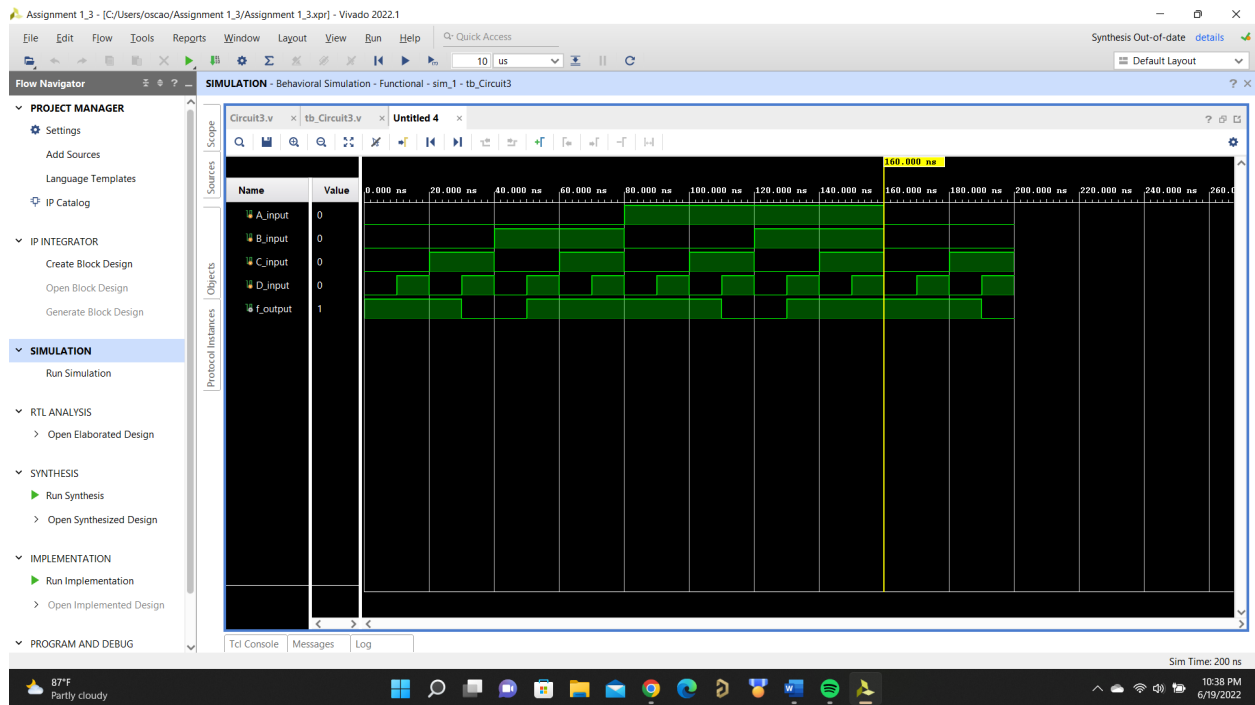 Assignment 1_3 - [C:/Users/oscao/Assignment 1_3/Assignment 1_3.xpr] - Vivado 2022.1
File Edit Flow Tools Reports Window Layout View Run Help Q- Quick Access
Synthesis Out-of-date details
10 us
Default Layout
Flow Navigator
SIMULATION - Behavioral Simulation - Functional - sim_1 - tb_Circuit3
PROJECT MANAGER
Settings
Add Sources
Language Templates
IP Catalog
IP INTEGRATOR
Create Block Design
Open Block Design
Generate Block Design
SIMULATION
Run Simulation
RTL ANALYSIS
Open Elaborated Design
SYNTHESIS
Run Synthesis
Open Synthesized Design
IMPLEMENTATION
Run Implementation
Open Implemented Design
PROGRAM AND DEBUG
Scope
Sources
Objects
Protocol Instances
Circuit3.v tb_Circuit3.v Untitled 4
160.000 ns
Name Value 0.000 ns 20.000 ns 40.000 ns 60.000 ns 80.000 ns 100.000 ns 120.000 ns 140.000 ns 160.000 ns 180.000 ns 200.000 ns 220.000 ns 240.000 ns 260.0
A_input 0
B_input 0
C_input 0
D_input 0
f_output 1
Tcl Console Messages Log
Sim Time: 200 ns
87°F
Partly cloudy
10:38 PM
6/19/2022